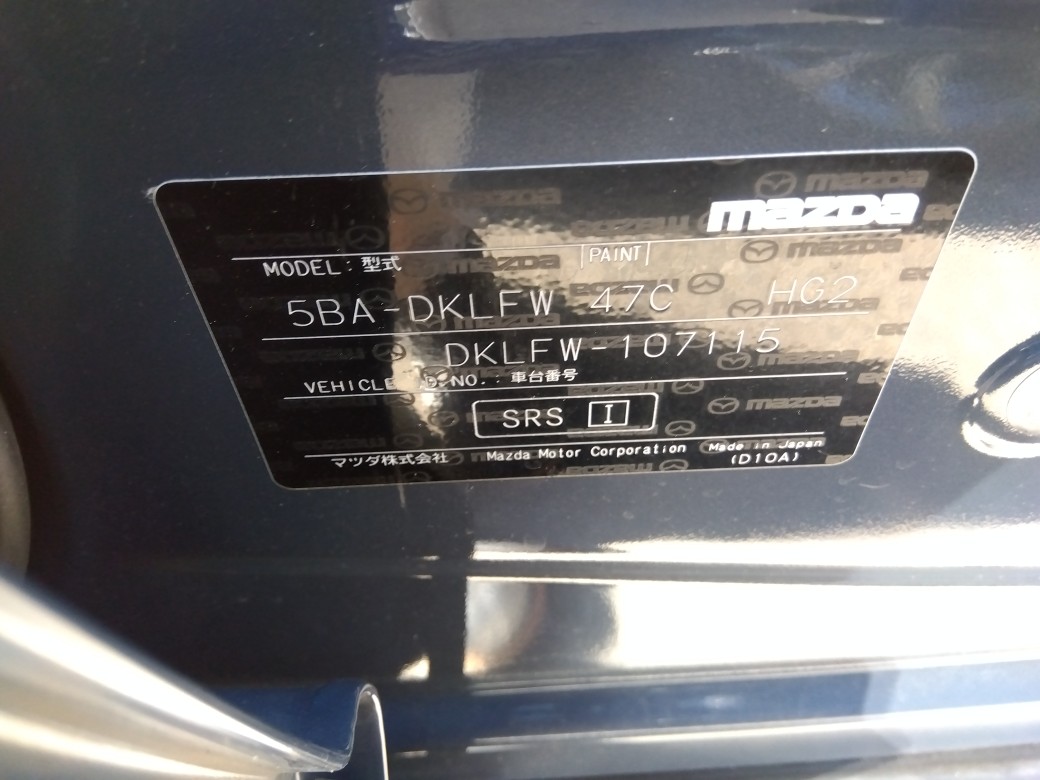 mazda
PAINT
MODEL : 型式
5BA-DKLFW 47C HG2
DKLFW-107115
VEHICLE I.D.NO. : 車台番号
SRS I
マツダ株式会社 Mazda Motor Corporation Made in Japan
(D10A)